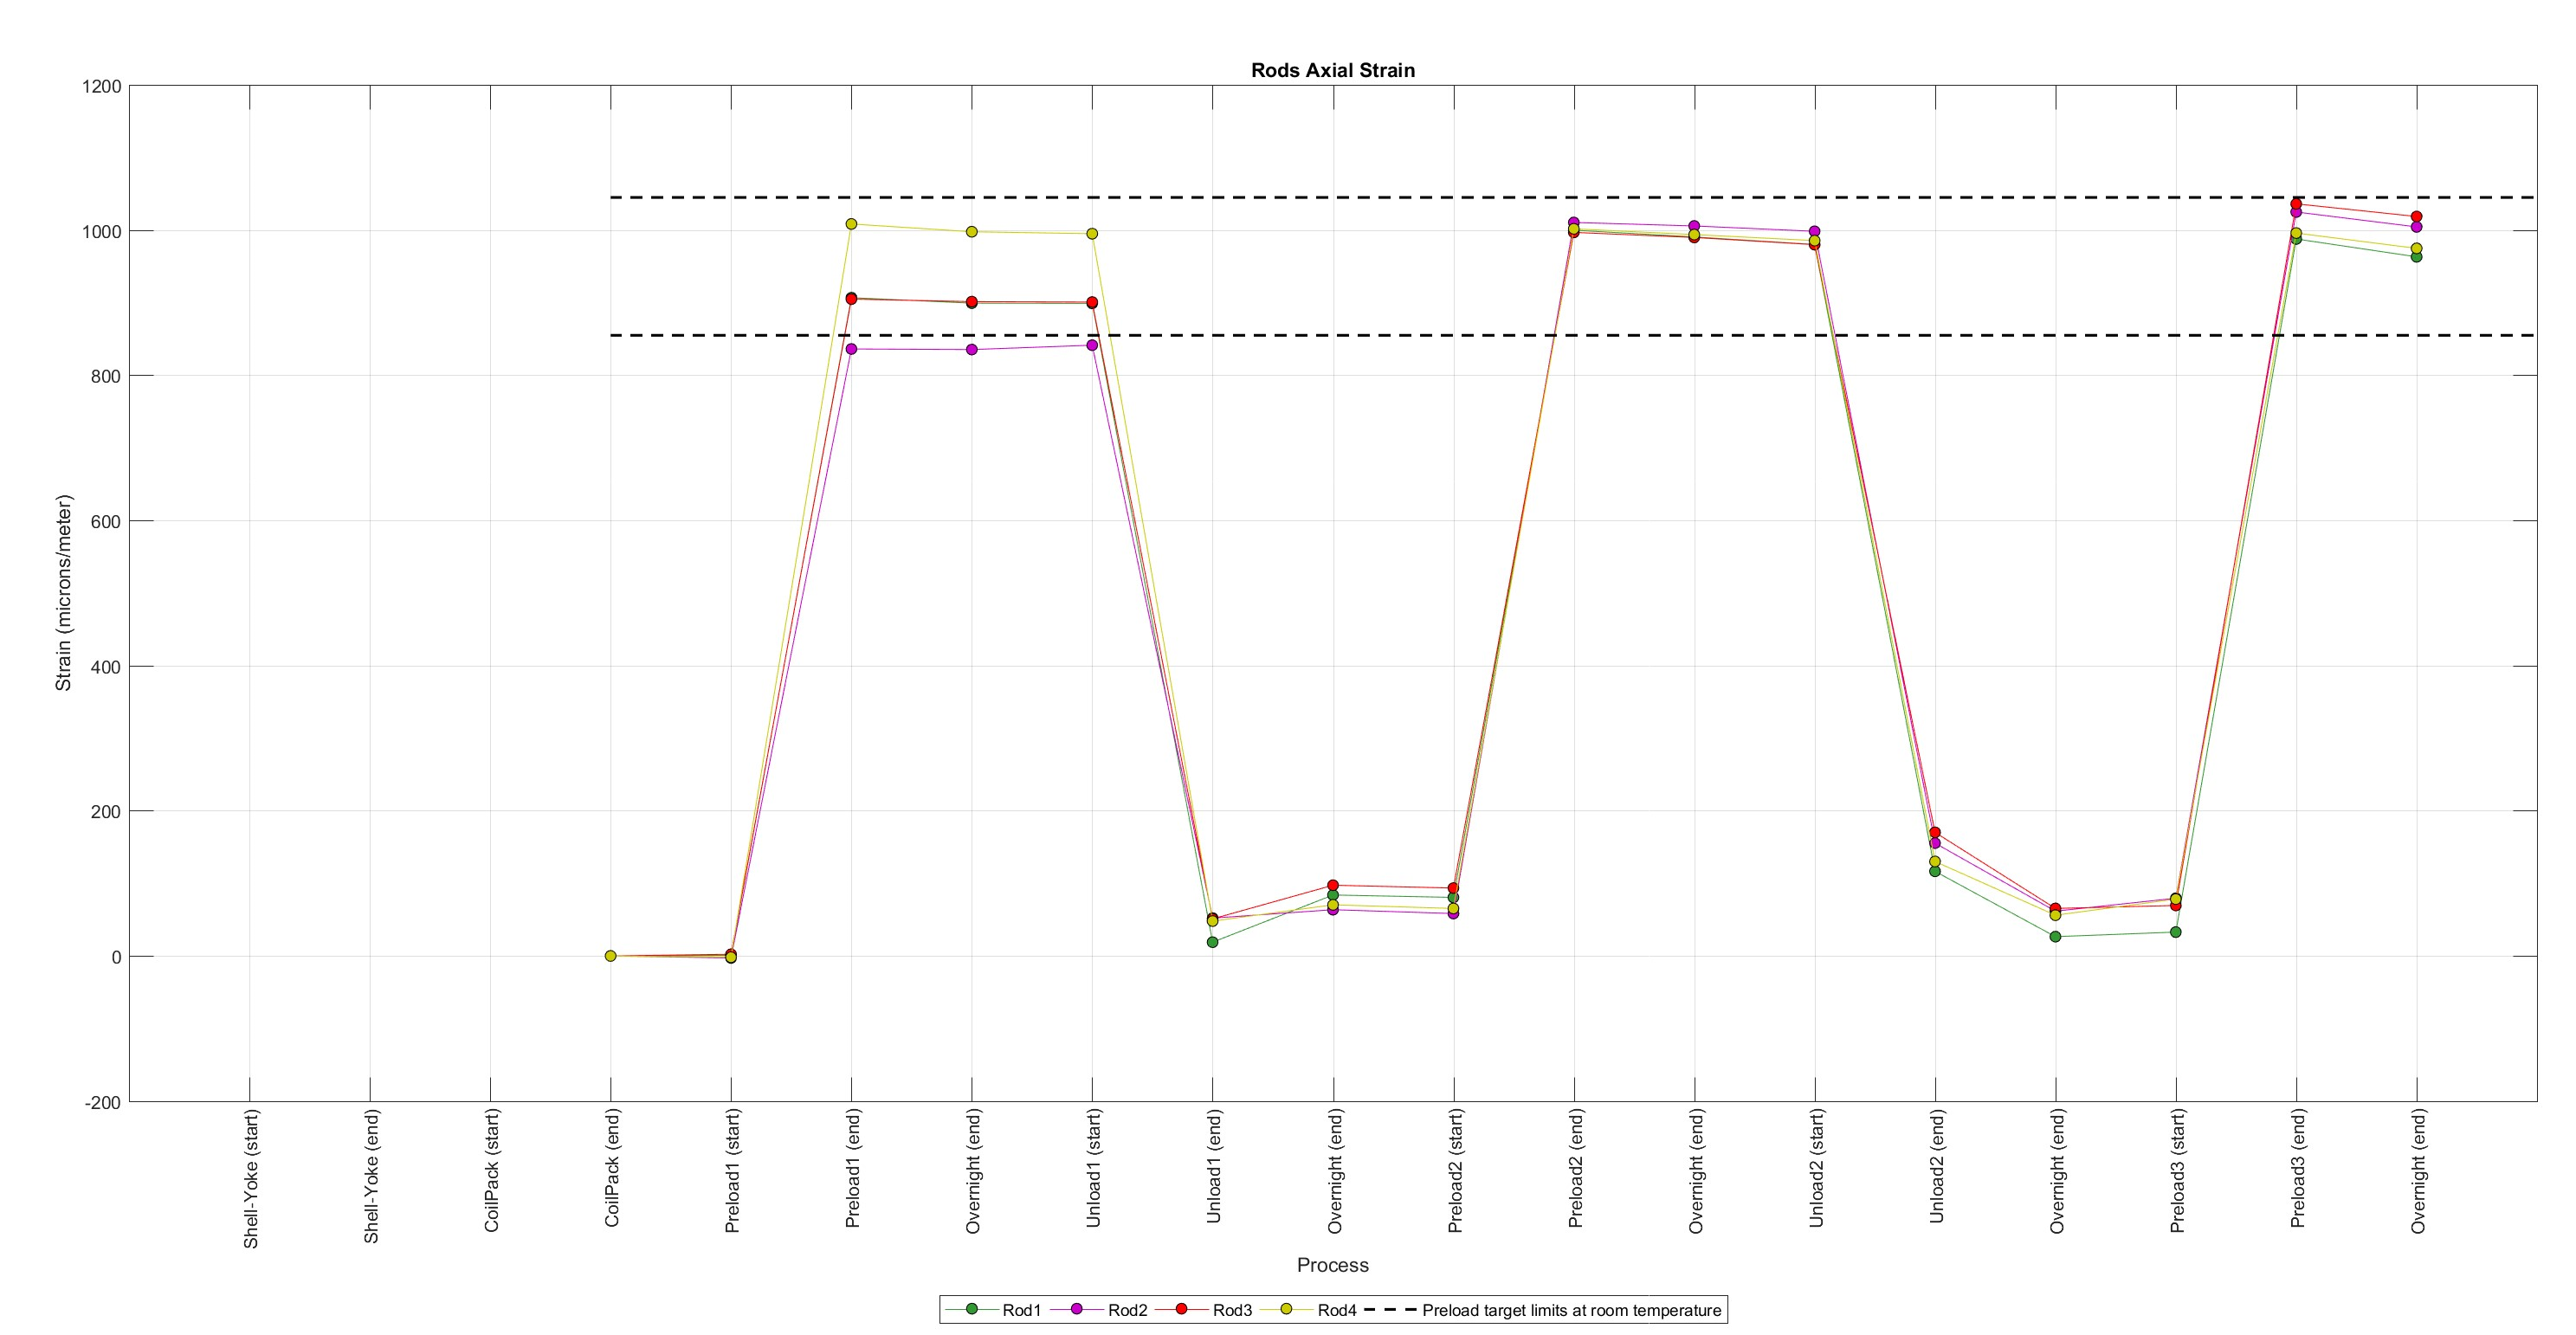 Rods Axial Strain
1200
1000
800
600
400
200
0
-200
Strain (microns/meter)
Shell-Yoke (start)
Shell-Yoke (end)
CoilPack (start)
CoilPack (end)
Preload1 (start)
Preload1 (end)
Overnight (end)
Unload1 (start)
Unload1 (end)
Overnight (end)
Preload2 (start)
Preload2 (end)
Overnight (end)
Unload2 (start)
Unload2 (end)
Overnight (end)
Preload3 (start)
Preload3 (end)
Overnight (end)
Process
Rod1 Rod2 Rod3 Rod4 Preload target limits at room temperature